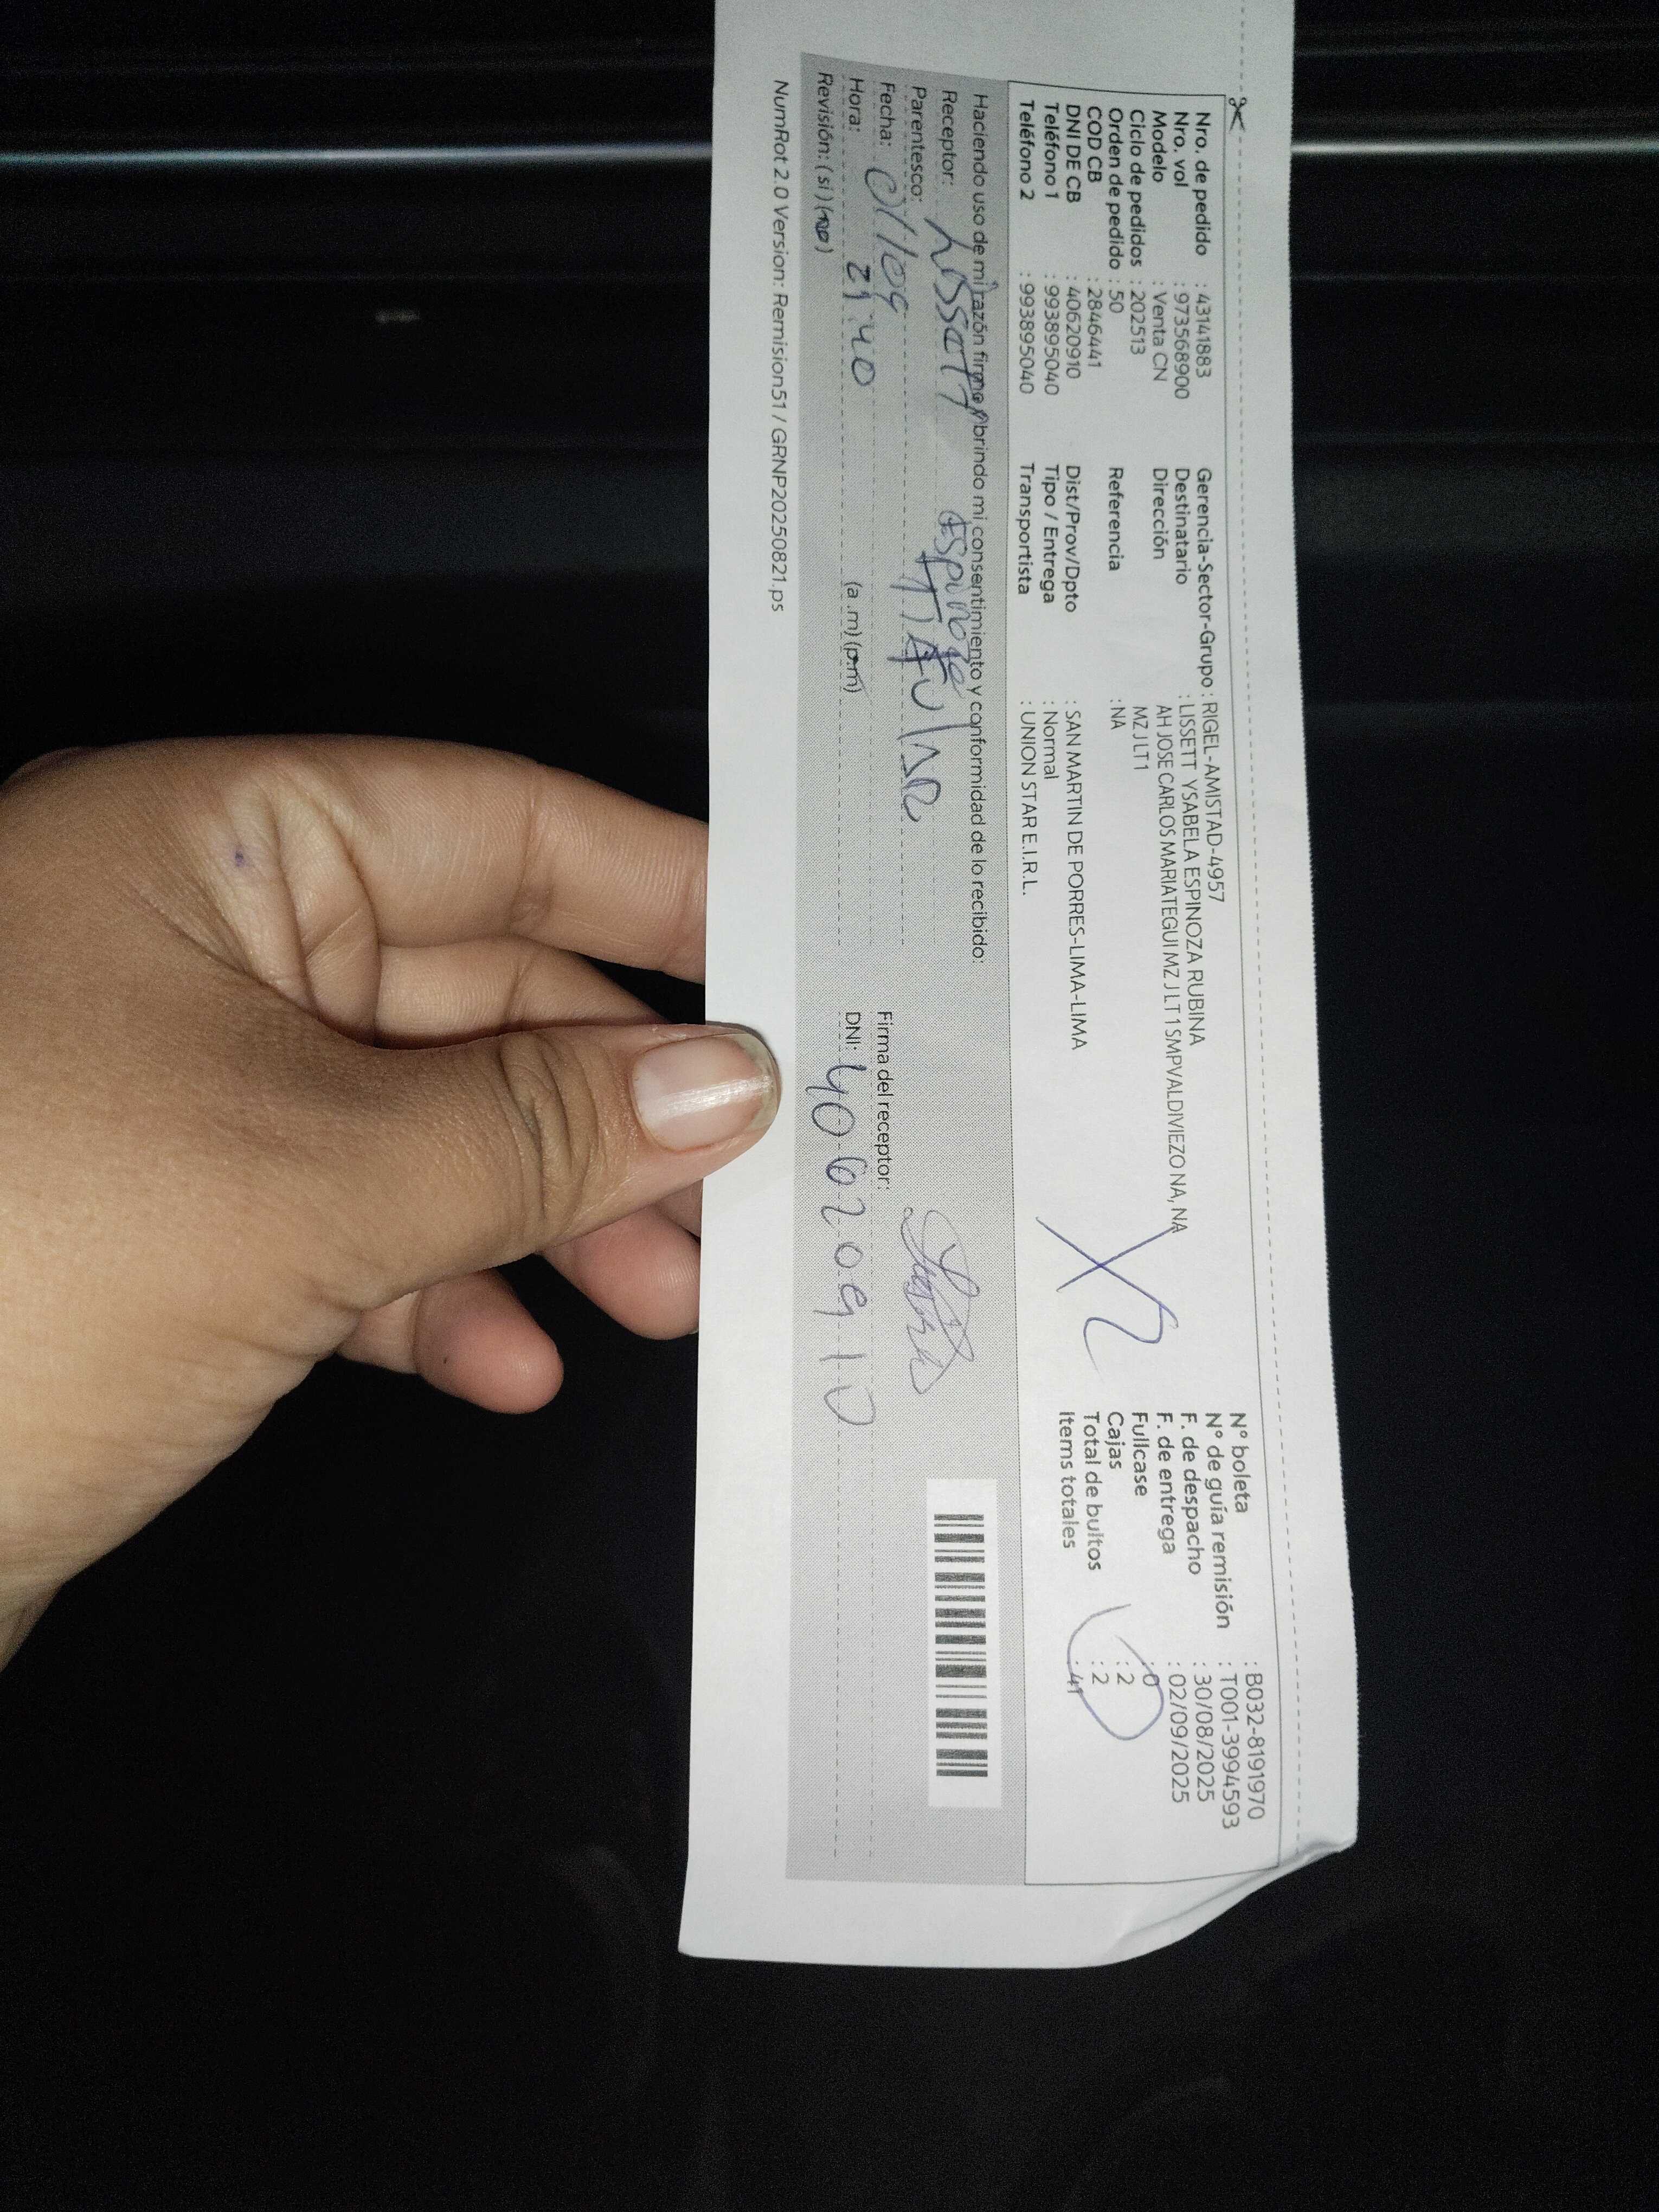 Nro. de pedido : 43141883
Nro. vol : 973568900
Modelo : Venta CN
Ciclo de pedidos : 202513
Orden de pedido : 50
COD CB : 2846441
DNI DE CB : 40620910
Teléfono 1 : 993895040
Teléfono 2 : 993895040
Gerencia-Sector-Grupo : RIGEL-AMISTAD-4957
Destinatario : LISSETT YSABELA ESPINOZA RUBINA
Dirección AH JOSE CARLOS MARIATEGUI MZ J LT 1 SMPVALDIVIEZO NA, NA
MZ J LT 1
Referencia : NA
Dist/Prov/Dpto : SAN MARTIN DE PORRES-LIMA-LIMA
Tipo / Entrega : Normal
Transportista : UNION STAR E.I.R.L.
N° boleta : B032-8191970
N° de guía remisión : T001-3994593
F. de despacho : 30/08/2025
F. de entrega : 02/09/2025
Fullcase : 0
Cajas : 2
Total de bultos : 2
Items totales : 41
Haciendo uso de mi razón firmo y brindo mi consentimiento y conformidad de lo recibido:
Receptor: Lissett Espinoza
Parentesco: Titular
Fecha: 01/09
Hora: 21:40 (a .m) (p.m)
Revisión: ( si ) (no)
Firma del receptor:
DNI: 40620910
NumRot 2.0 Version: Remision51 / GRNP20250821.ps